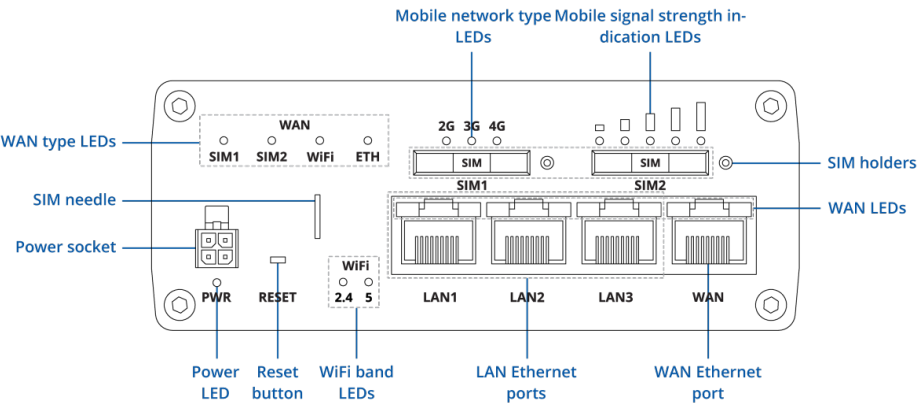 Mobile network type
LEDs
Mobile signal strength in-
dication LEDs
WAN
2G 3G 4G
WAN type LEDs
SIM1 SIM2 WiFi ETH
SIM
SIM
SIM holders
SIM1
SIM2
SIM needle
WAN LEDs
Power socket
WiFi
2.4 5
PWR
RESET
LAN1
LAN2
LAN3
WAN
Power
LED
Reset
button
WiFi band
LEDs
LAN Ethernet
ports
WAN Ethernet
port